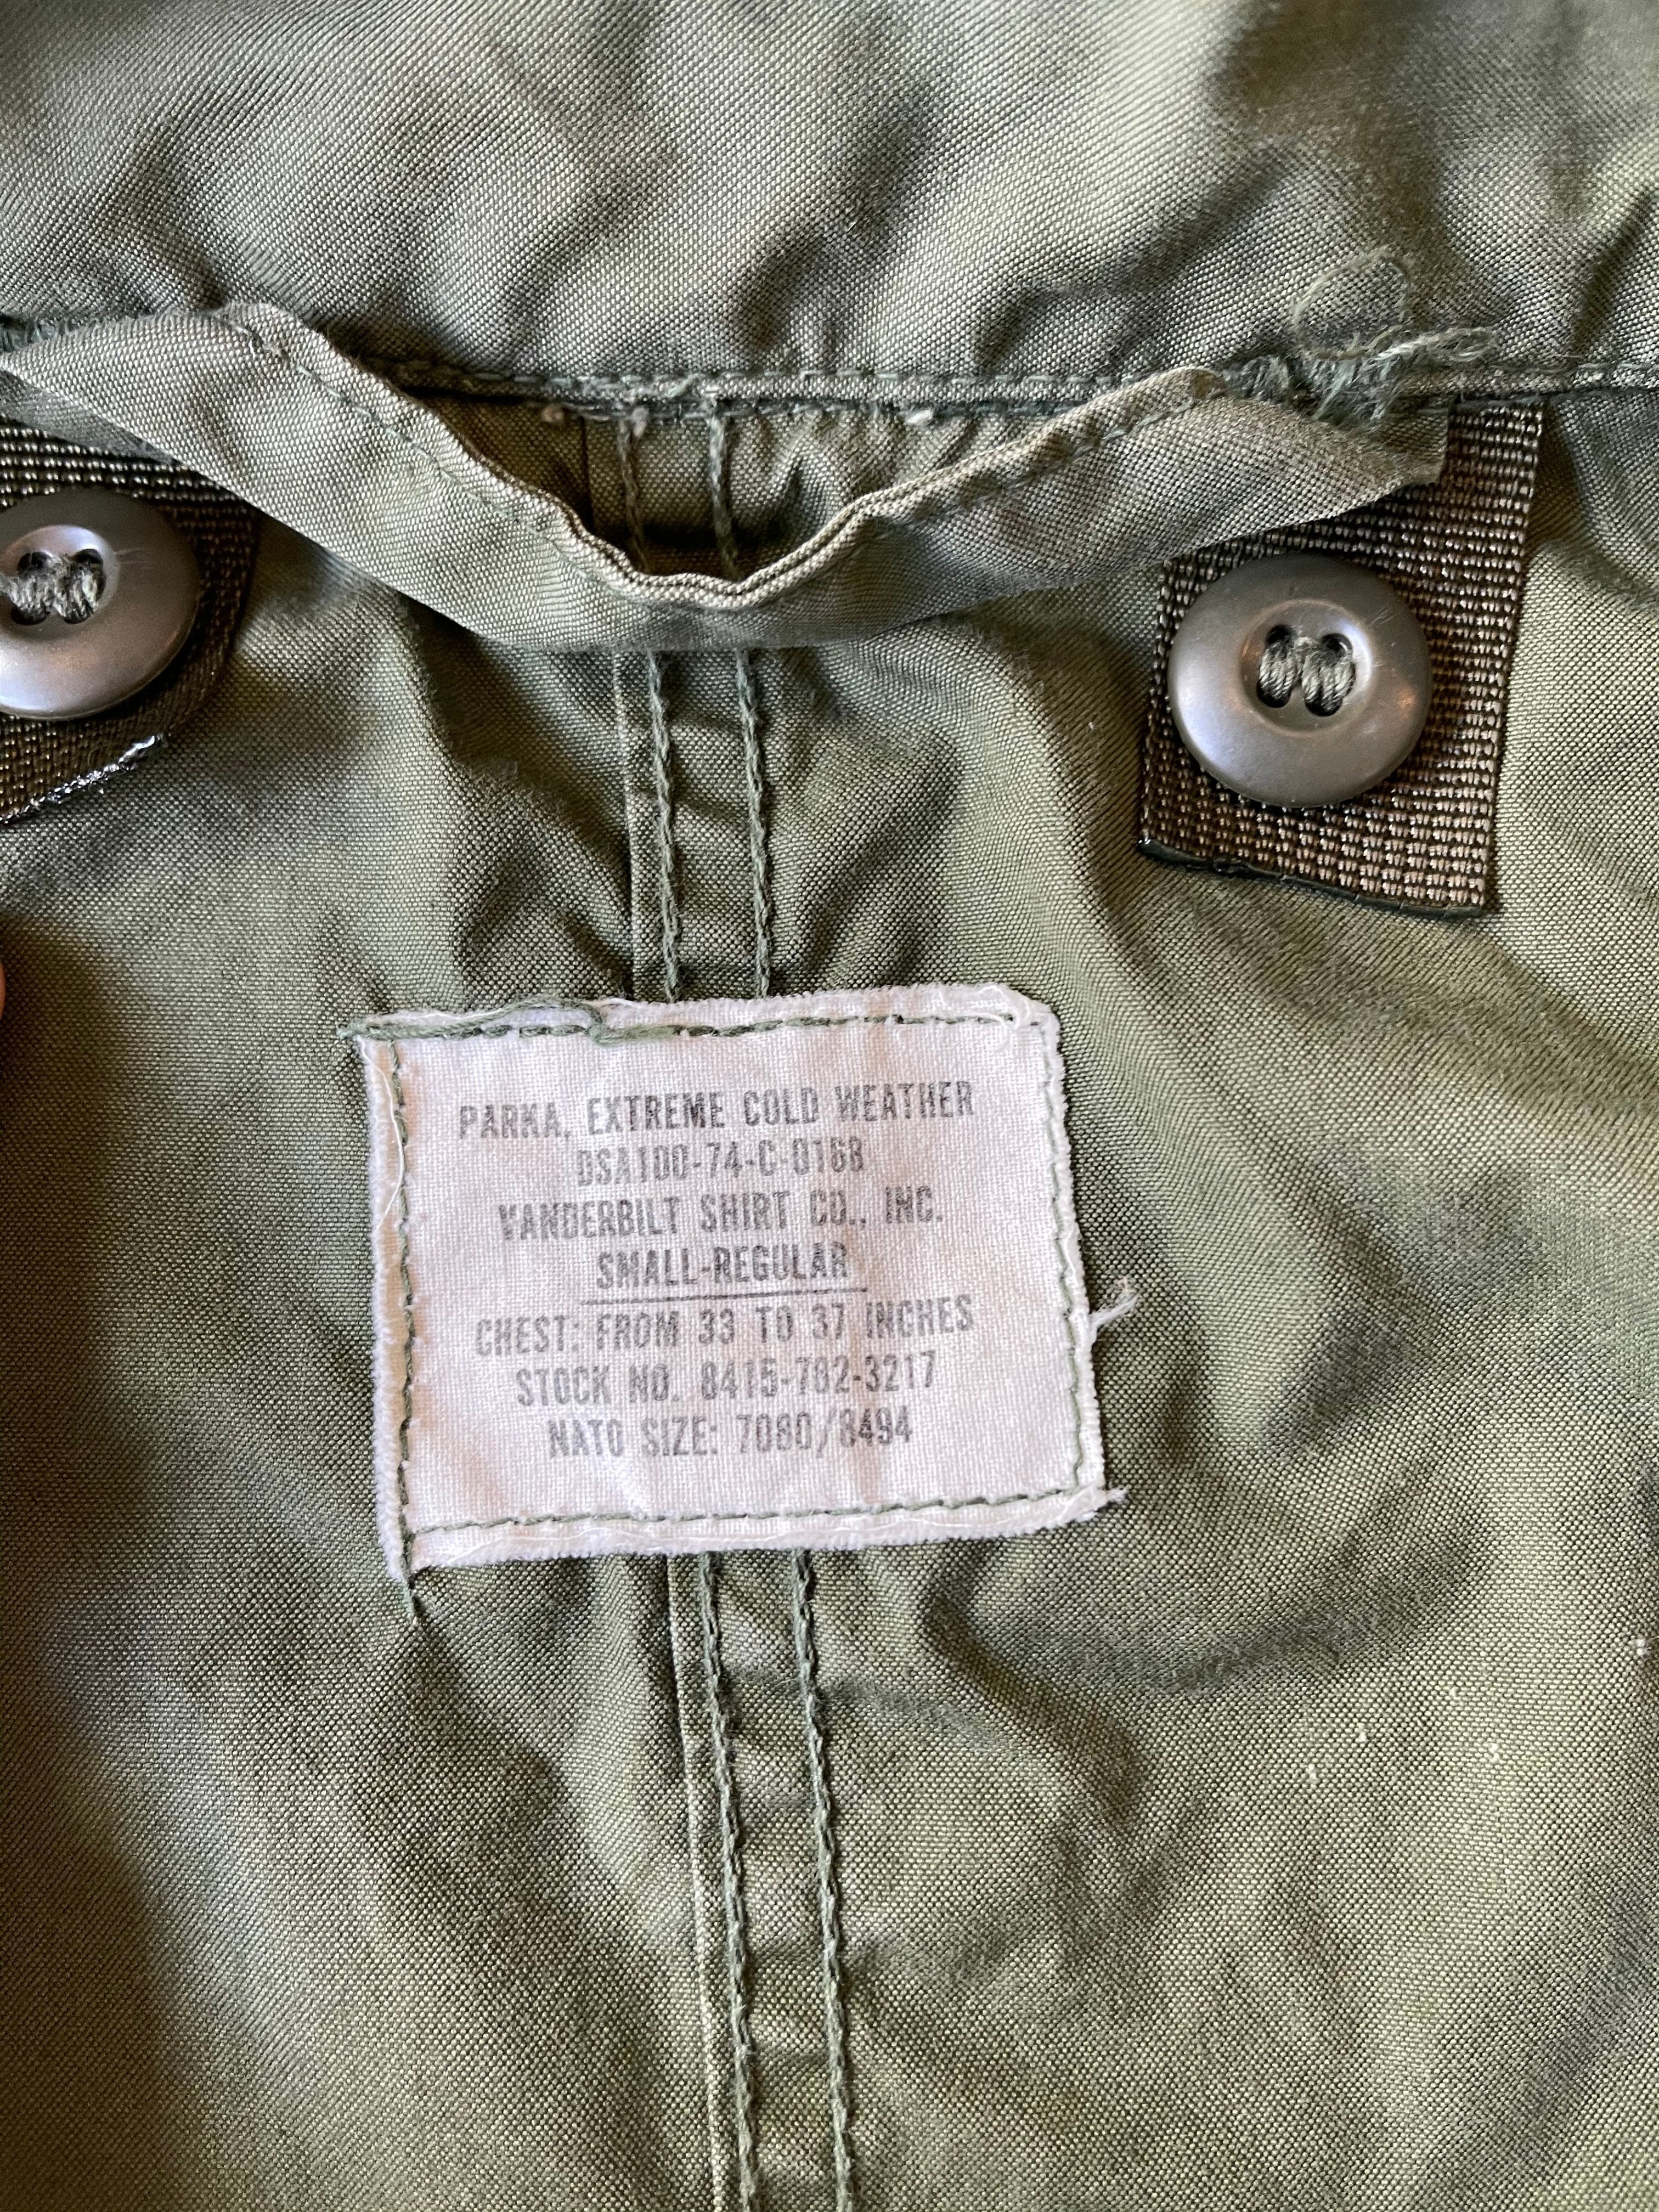 PARKA, EXTREME COLD WEATHER
DSA100-74-C-0168
VANDERBILT SHIRT CO., INC.
SMALL-REGULAR
CHEST: FROM 33 TO 37 INCHES
STOCK NO. 8415-782-3217
NATO SIZE: 7080/8494